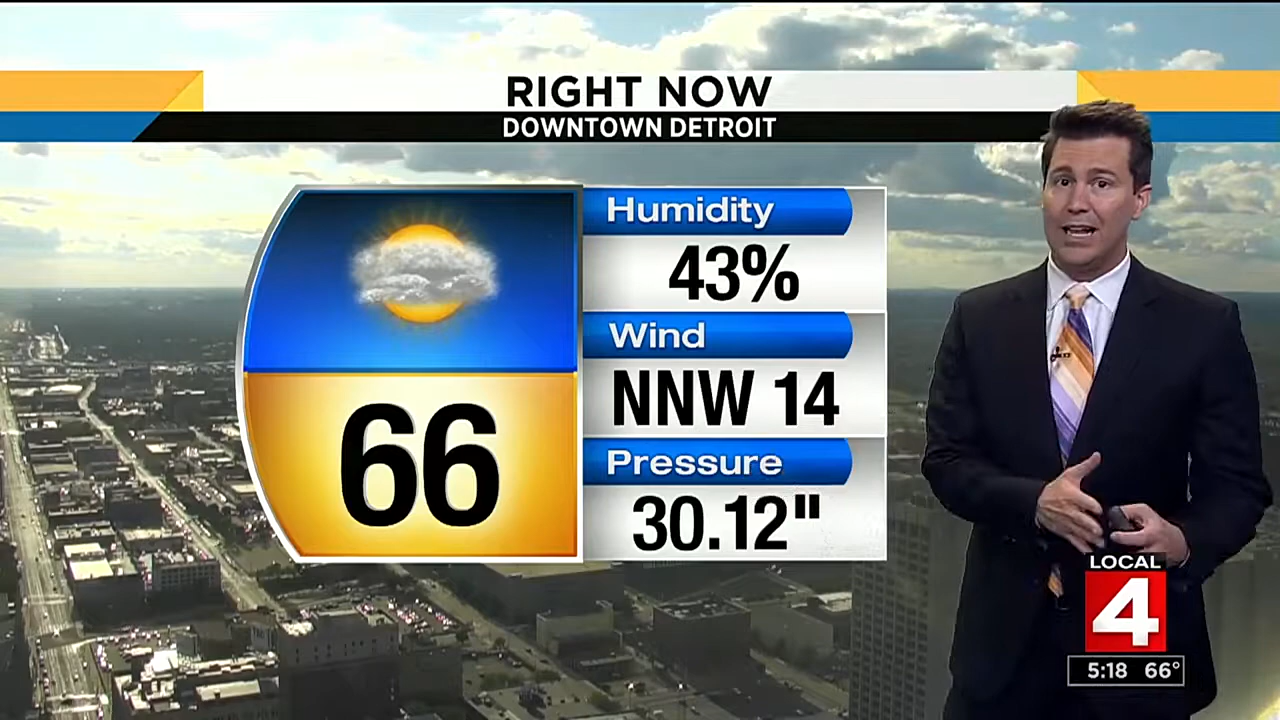 RIGHT NOW
DOWNTOWN DETROIT
Humidity
43%
Wind
NNW 14
Pressure
30.12"
66
LOCAL
4
5:18 66°